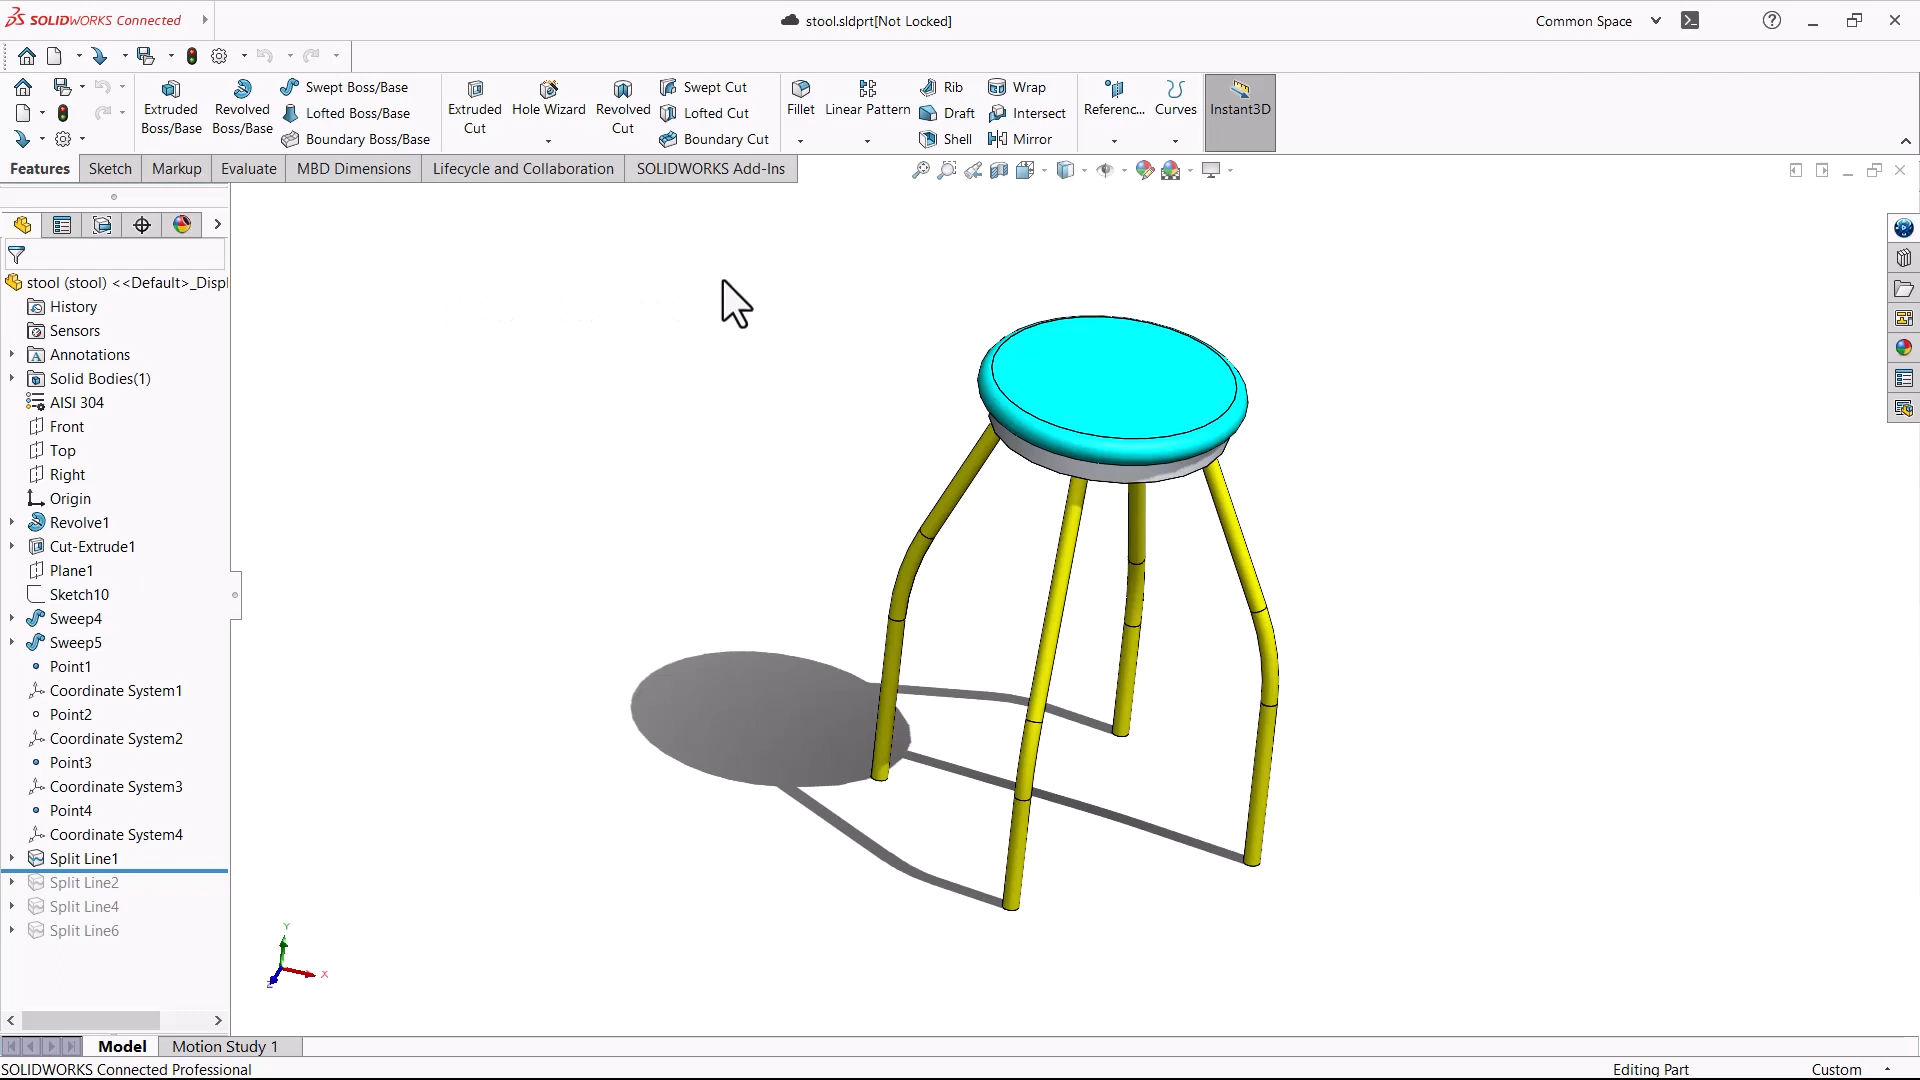 SOLIDWORKS Connected
stool.sldprt[Not Locked]
Common Space
Extruded Boss/Base
Revolved Boss/Base
Swept Boss/Base
Lofted Boss/Base
Boundary Boss/Base
Extruded Cut
Hole Wizard
Revolved Cut
Swept Cut
Lofted Cut
Boundary Cut
Fillet
Linear Pattern
Rib
Draft
Shell
Wrap
Intersect
Mirror
Referenc...
Curves
Instant3D
Features
Sketch
Markup
Evaluate
MBD Dimensions
Lifecycle and Collaboration
SOLIDWORKS Add-Ins
stool (stool) <<Default>_Displ
History
Sensors
Annotations
Solid Bodies(1)
AISI 304
Front
Top
Right
Origin
Revolve1
Cut-Extrude1
Plane1
Sketch10
Sweep4
Sweep5
Point1
Coordinate System1
Point2
Coordinate System2
Point3
Coordinate System3
Point4
Coordinate System4
Split Line1
Split Line2
Split Line4
Split Line6
Y
X
Z
Model
Motion Study 1
SOLIDWORKS Connected Professional
Editing Part
Custom